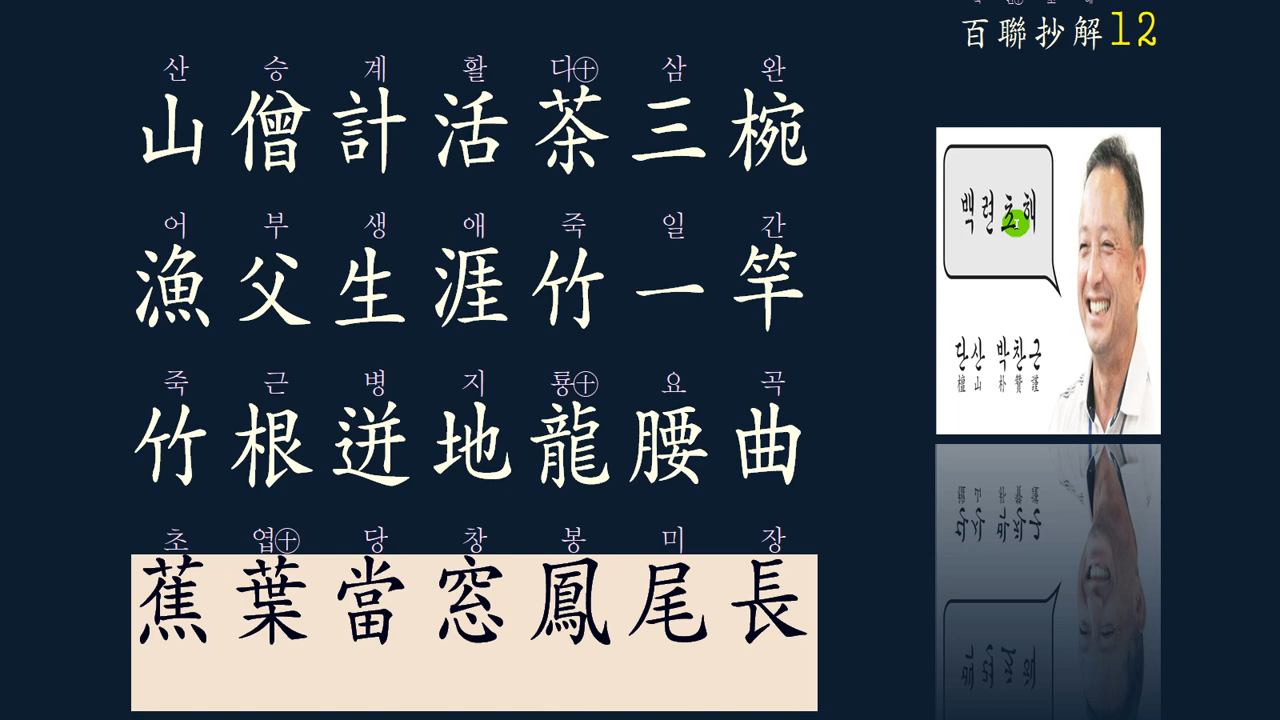 百聯抄解12
산 승 계 활 다㊉ 삼 완
山 僧 計 活 茶 三 椀
어 부 생 애 죽 일 간
漁 父 生 涯 竹 一 竿
죽 근 병 지 룡㊉ 요 곡
竹 根 迸 地 龍 腰 曲
초 엽㊉ 당 창 봉 미 장
蕉 葉 當 窓 鳳 尾 長
백련초해
단산 박찬근
檀山 朴贊謹